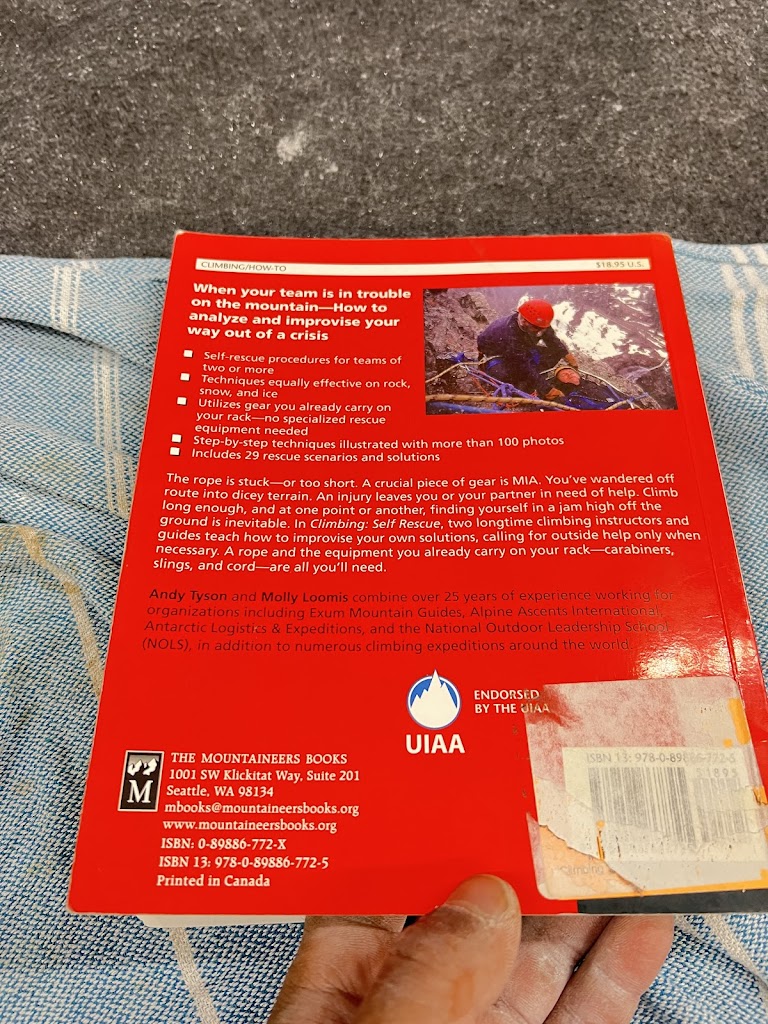 CLIMBING/HOW-TO $18.95 U.S.
When your team is in trouble
on the mountain—How to
analyze and improvise your
way out of a crisis
Self-rescue procedures for teams of
two or more
Techniques equally effective on rock,
snow, and ice
Utilizes gear you already carry on
your rack—no specialized rescue
equipment needed
Step-by-step techniques illustrated with more than 100 photos
Includes 29 rescue scenarios and solutions
The rope is stuck—or too short. A crucial piece of gear is MIA. You've wandered off
route into dicey terrain. An injury leaves you or your partner in need of help. Climb
long enough, and at one point or another, finding yourself in a jam high off the
ground is inevitable. In Climbing: Self Rescue, two longtime climbing instructors and
guides teach how to improvise your own solutions, calling for outside help only when
necessary. A rope and the equipment you already carry on your rack—carabiners,
slings, and cord—are all you'll need.
Andy Tyson and Molly Loomis combine over 25 years of experience working for
organizations including Exum Mountain Guides, Alpine Ascents International,
Antarctic Logistics & Expeditions, and the National Outdoor Leadership School
(NOLS), in addition to numerous climbing expeditions around the world.
ENDORSED
BY THE UIAA
UIAA
M
THE MOUNTAINEERS BOOKS
1001 SW Klickitat Way, Suite 201
Seattle, WA 98134
mbooks@mountaineersbooks.org
www.mountaineersbooks.org
ISBN: 0-89886-772-X
ISBN 13: 978-0-89886-772-5
Printed in Canada
ISBN 13: 978-0-89886-772-5
Climbing